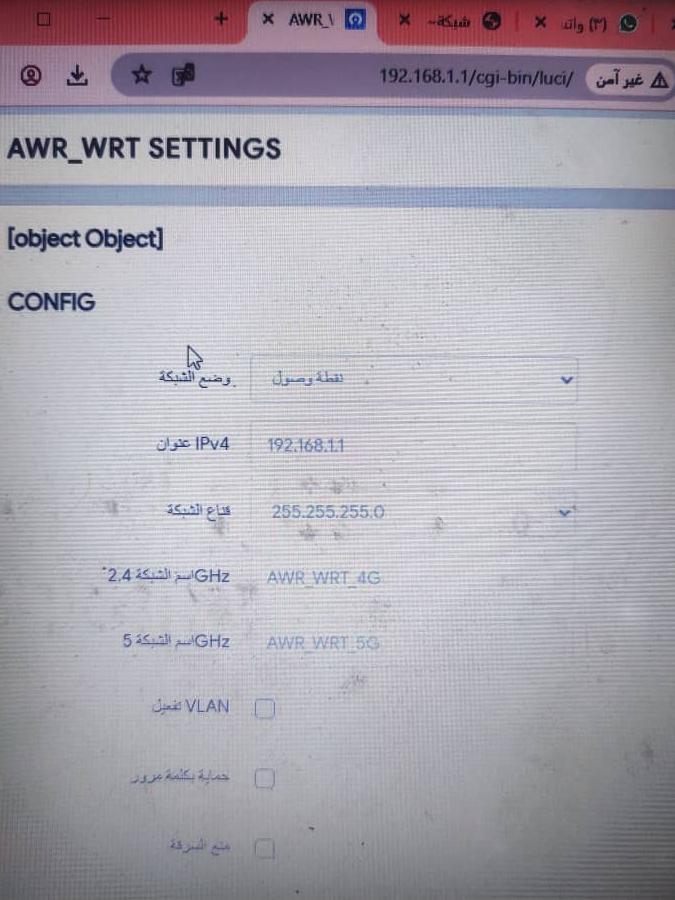 AWR_\
شبكة~
(٣) واتـ
192.168.1.1/cgi-bin/luci/
غير آمن
AWR_WRT SETTINGS
[object Object]
CONFIG
وضع الشبكة
نقطة وصول
عنوان IPv4
192.168.1.1
قناع الشبكة
255.255.255.0
اسم الشبكة 2.4GHz
AWR_WRT_4G
اسم الشبكة 5GHz
AWR_WRT_5G
تفعيل VLAN
حماية بكلمة مرور
منع السرقة